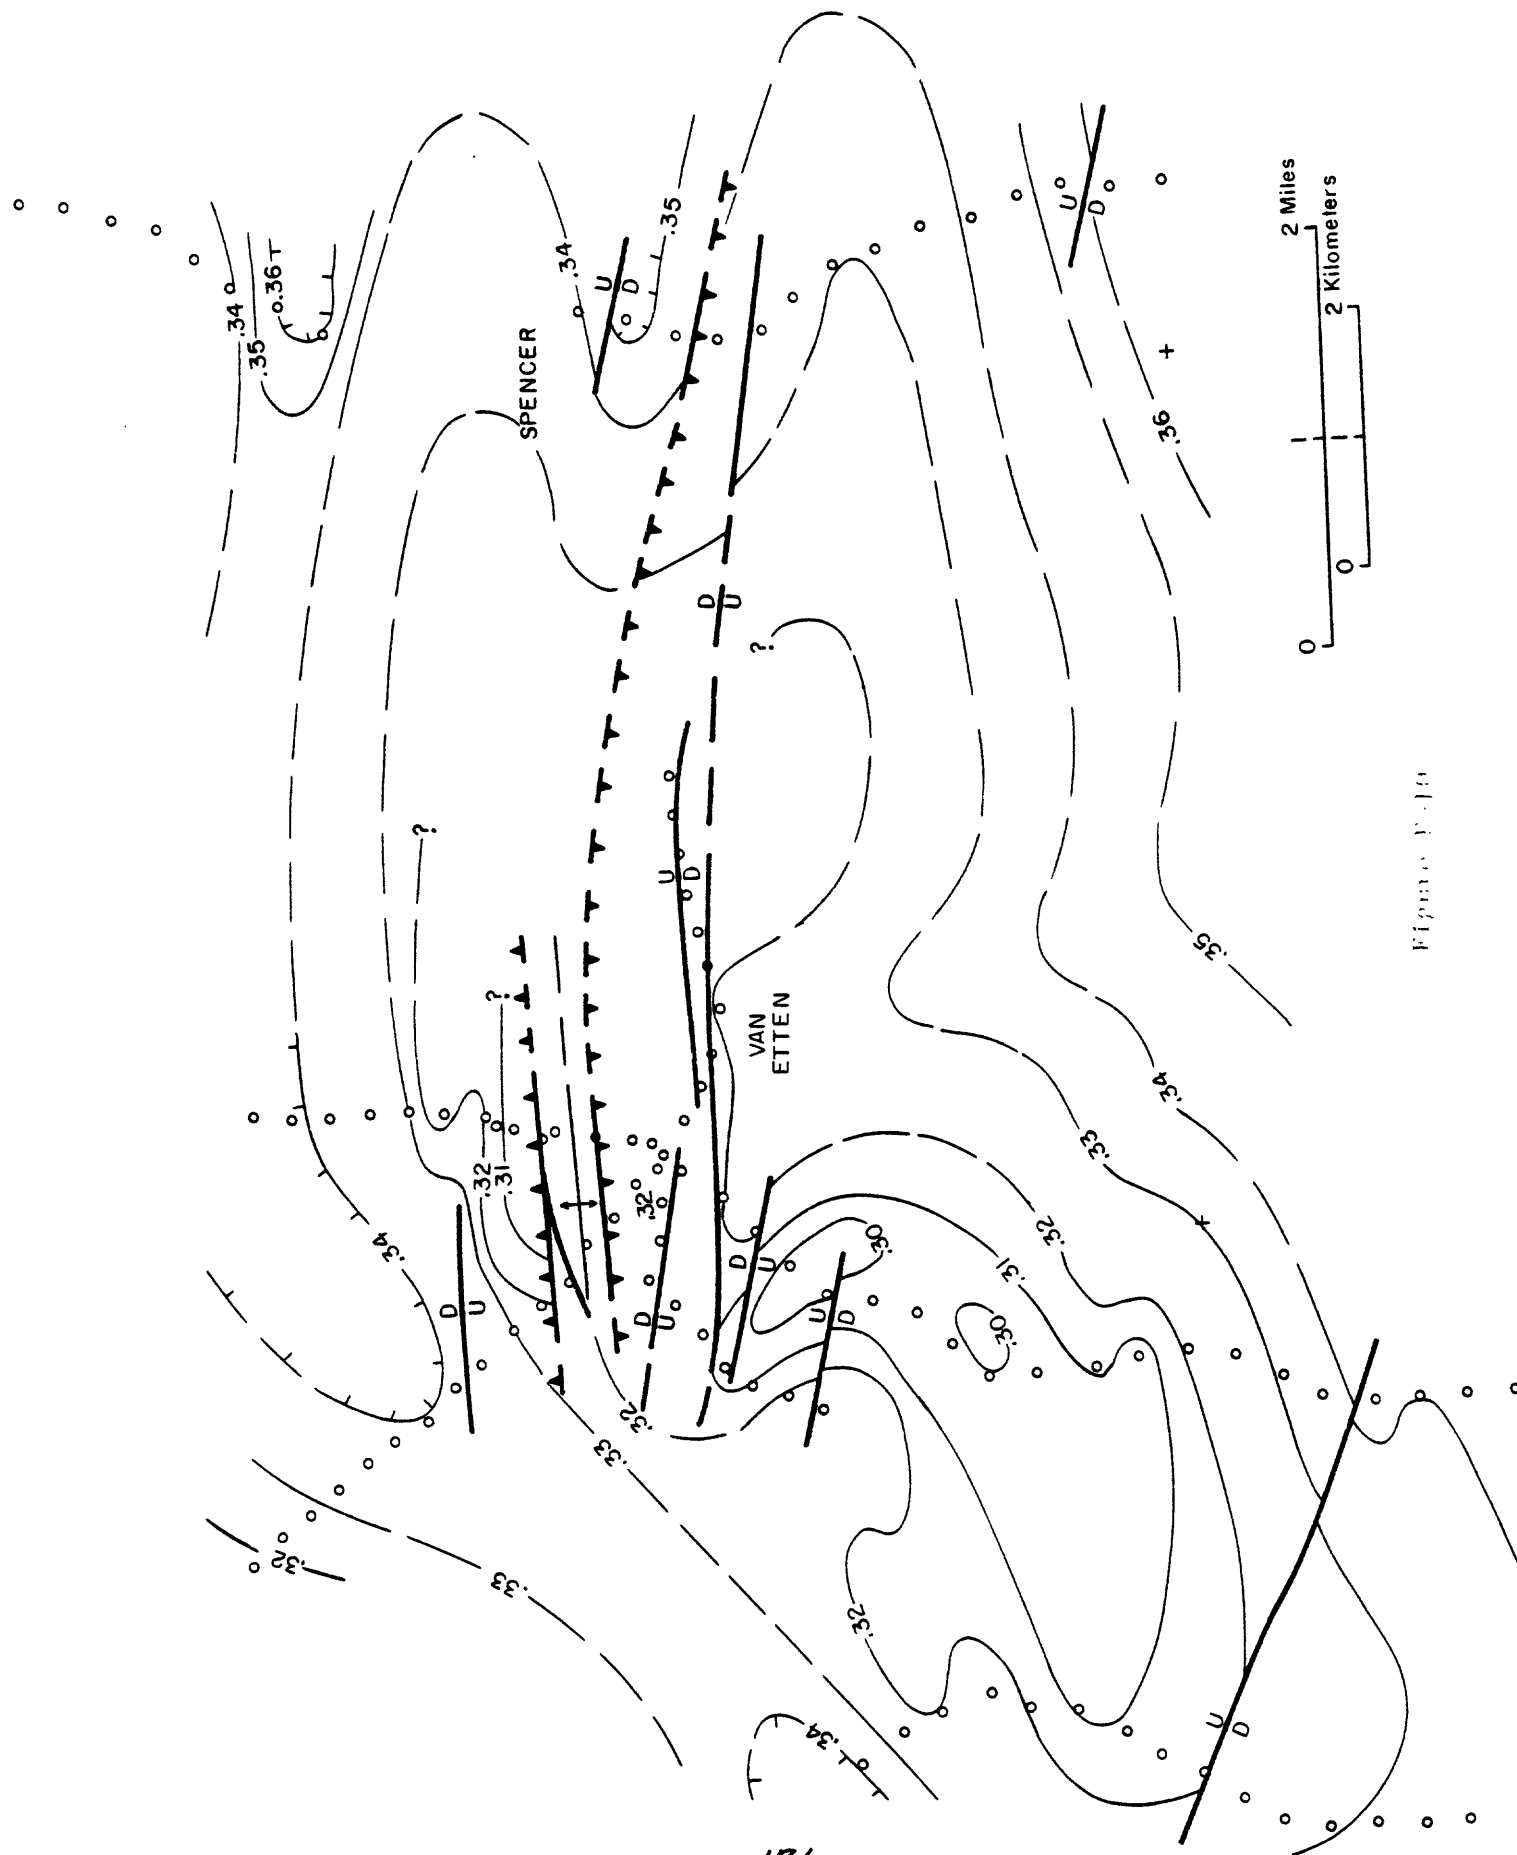 .34
.35
0.36
.34
.35
SPENCER
U
D
U
D
2 Miles
2 Kilometers
1
0
0
.36
D
U
?
?
U
D
?
VAN
ETTEN
.35
.34
.33
.32
.31
.32
.34
D
U
D
U
D
U
.30
U
D
.32
.31
.30
.32
.33
.32
.33
.32
.34
U
D